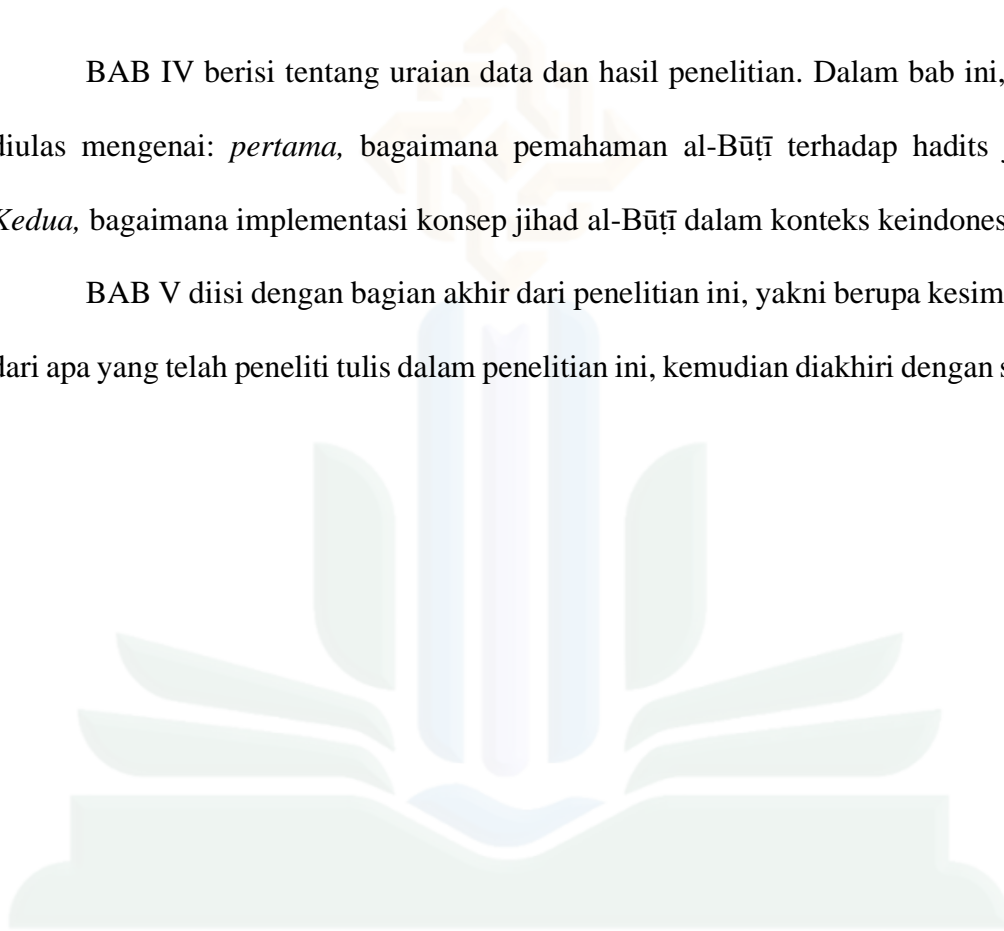 BAB IV berisi tentang uraian data dan hasil penelitian. Dalam bab ini,
diulas mengenai: pertama, bagaimana pemahaman al-Būṭī terhadap hadits
Kedua, bagaimana implementasi konsep jihad al-Būṭī dalam konteks
BAB V diisi dengan bagian akhir dari penelitian ini, yakni berupa
dari apa yang telah peneliti tulis dalam penelitian ini, kemudian diakhiri dengan